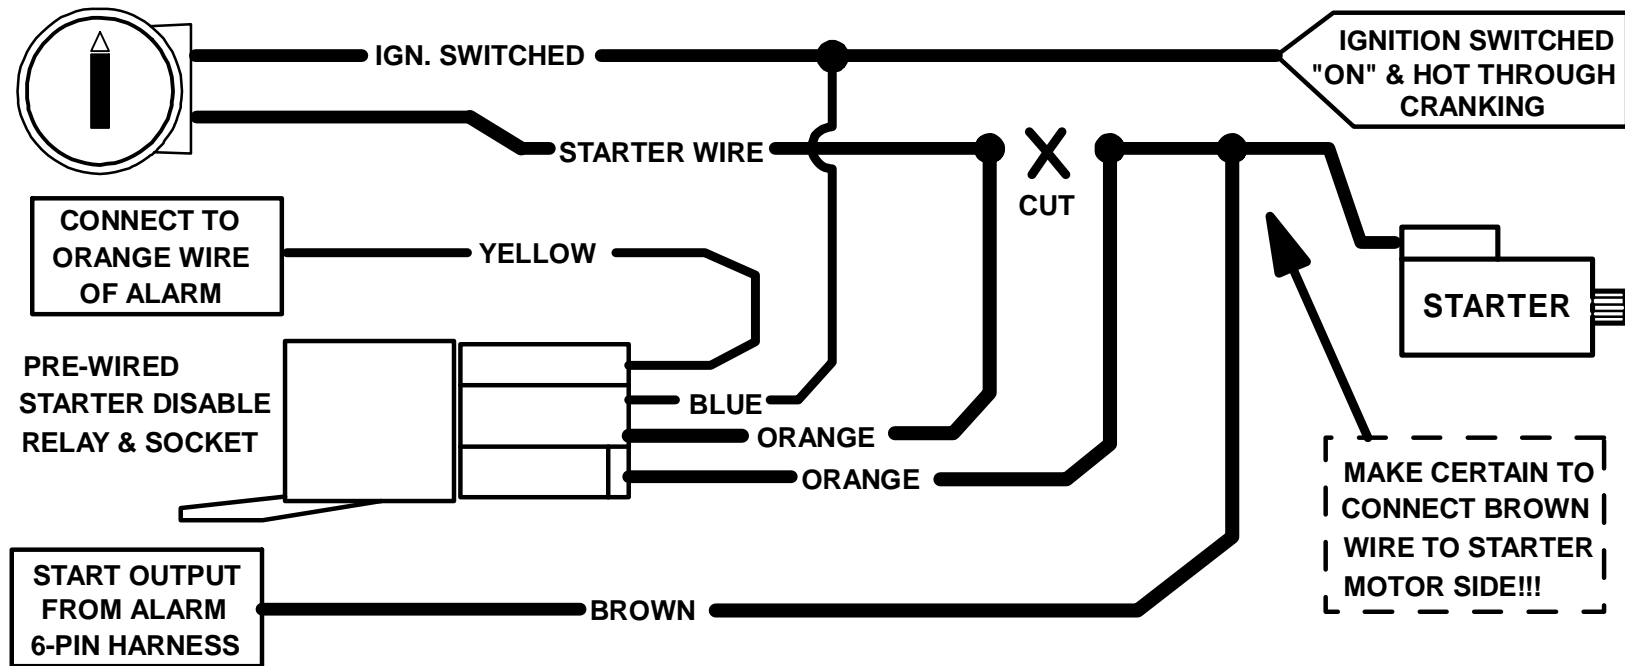 IGN. SWITCHED
IGNITION SWITCHED
"ON" & HOT THROUGH
CRANKING
STARTER WIRE
CUT
CONNECT TO
ORANGE WIRE
OF ALARM
YELLOW
STARTER
PRE-WIRED
STARTER DISABLE
RELAY & SOCKET
BLUE
ORANGE
ORANGE
MAKE CERTAIN TO
CONNECT BROWN
WIRE TO STARTER
MOTOR SIDE!!!
START OUTPUT
FROM ALARM
6-PIN HARNESS
BROWN